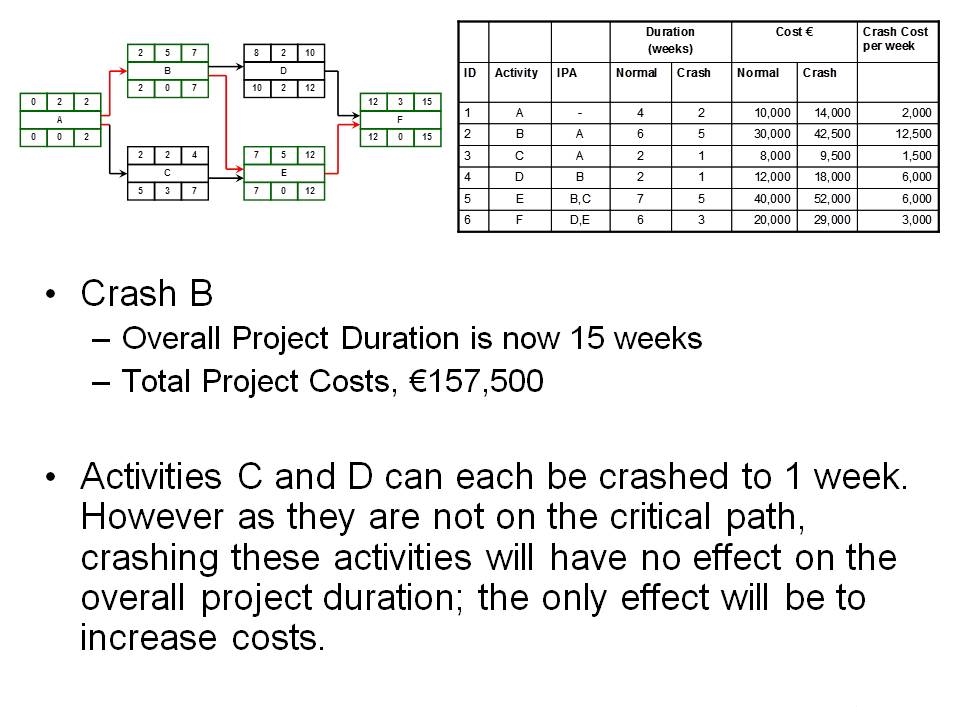 2 5 7
B
2 0 7
8 2 10
D
10 2 12
0 2 2
A
0 0 2
12 3 15
F
12 0 15
2 2 4
C
5 3 7
7 5 12
E
7 0 12
Duration (weeks) Cost € Crash Cost per week
ID Activity IPA Normal Crash Normal Crash
1 A - 4 2 10,000 14,000 2,000
2 B A 6 5 30,000 42,500 12,500
3 C A 2 1 8,000 9,500 1,500
4 D B 2 1 12,000 18,000 6,000
5 E B,C 7 5 40,000 52,000 6,000
6 F D,E 6 3 20,000 29,000 3,000
• Crash B
– Overall Project Duration is now 15 weeks
– Total Project Costs, €157,500
• Activities C and D can each be crashed to 1 week.
However as they are not on the critical path,
crashing these activities will have no effect on the
overall project duration; the only effect will be to
increase costs.